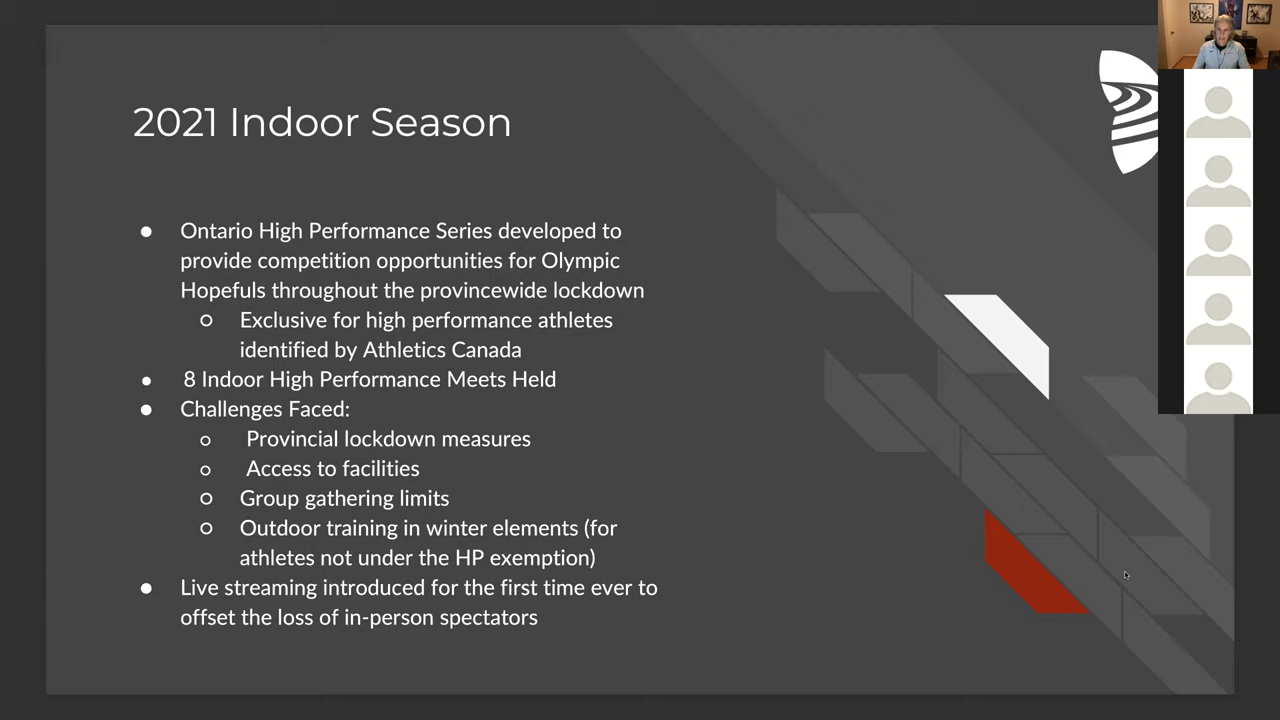 2021 Indoor Season
● Ontario High Performance Series developed to
provide competition opportunities for Olympic
Hopefuls throughout the provincewide lockdown
○ Exclusive for high performance athletes
identified by Athletics Canada
● 8 Indoor High Performance Meets Held
● Challenges Faced:
○ Provincial lockdown measures
○ Access to facilities
○ Group gathering limits
○ Outdoor training in winter elements (for
athletes not under the HP exemption)
● Live streaming introduced for the first time ever to
offset the loss of in-person spectators